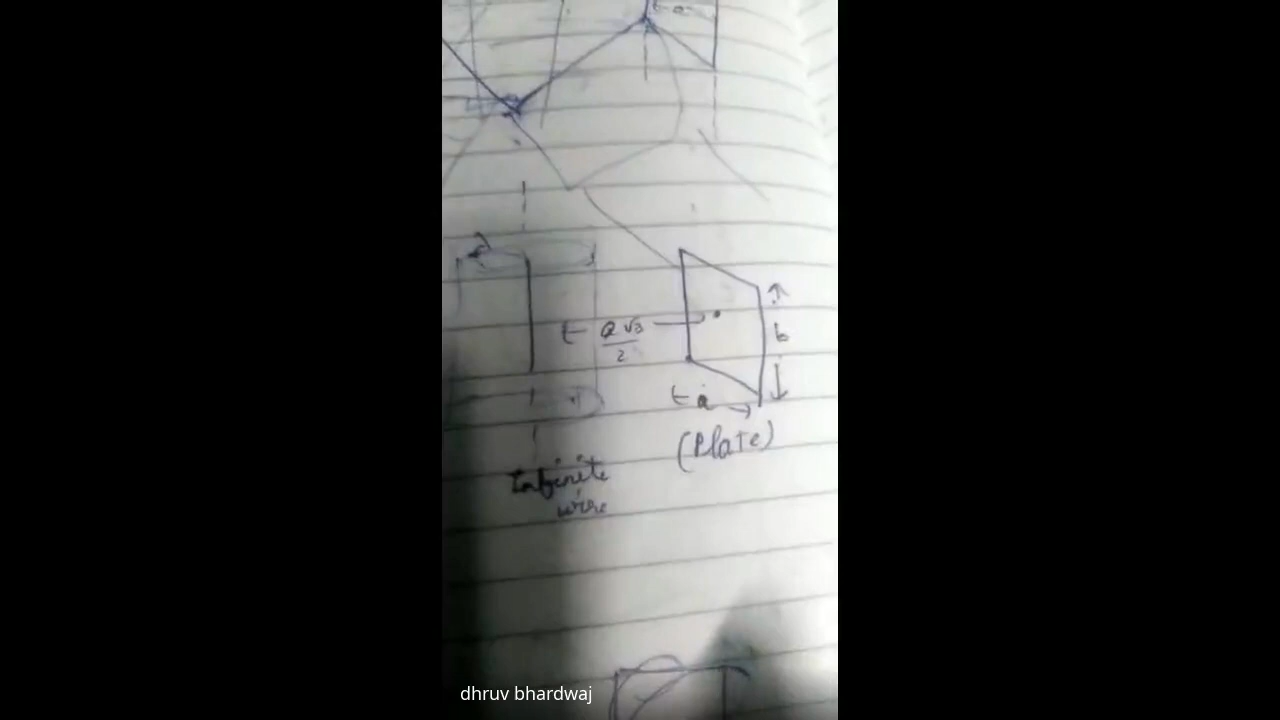 a√3
2
b
a
(Plate)
infinite
wire
dhruv bhardwaj